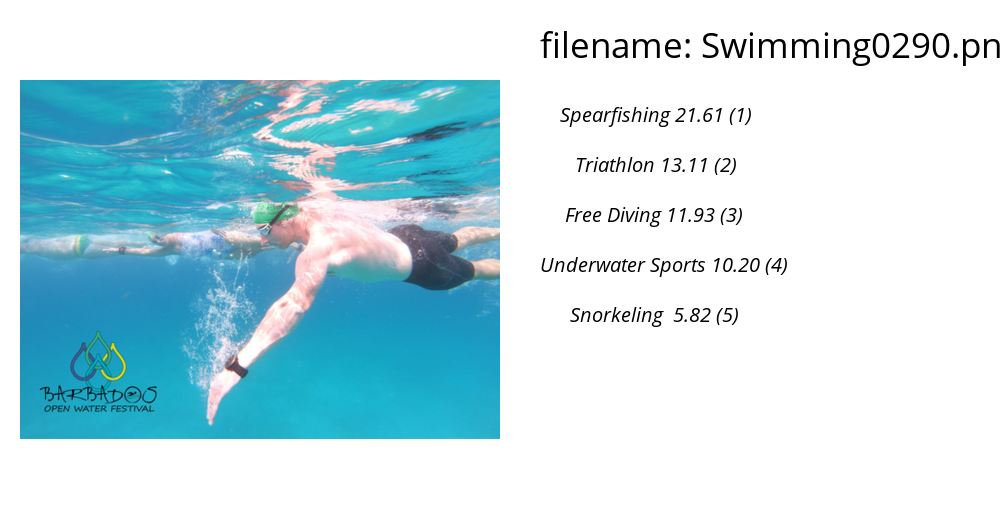 filename: Swimming0290.pn
Spearfishing 21.61 (1)
Triathlon 13.11 (2)
Free Diving 11.93 (3)
Underwater Sports 10.20 (4)
Snorkeling 5.82 (5)
BARBADOS
OPEN WATER FESTIVAL